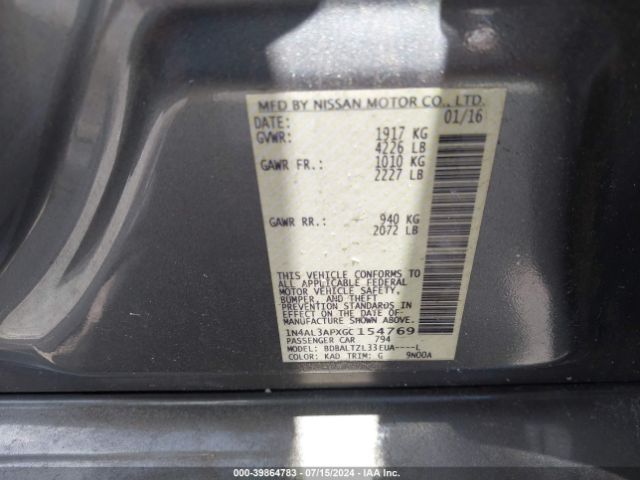 MFD BY NISSAN MOTOR CO., LTD.
DATE: 01/16
GVWR: 1917 KG
4226 LB
GAWR FR.: 1010 KG
2227 LB
GAWR RR.: 940 KG
2072 LB
THIS VEHICLE CONFORMS TO
ALL APPLICABLE FEDERAL
MOTOR VEHICLE SAFETY,
BUMPER, AND THEFT
PREVENTION STANDARDS IN
EFFECT ON THE DATE OF
MANUFACTURE SHOWN ABOVE.
1N4AL3APXGC154769
PASSENGER CAR 794
MODEL: BDBALTZL33EUA----L
COLOR: KAD TRIM: G 9N00A
000-39864783 - 07/15/2024 - IAA Inc.